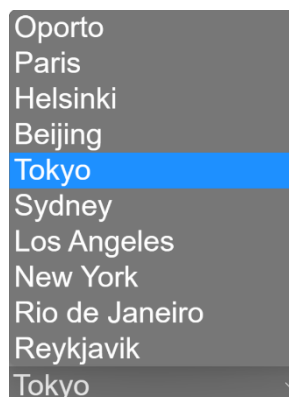 Oporto
Paris
Helsinki
Beijing
Tokyo
Sydney
Los Angeles
New York
Rio de Janeiro
Reykjavik
Tokyo